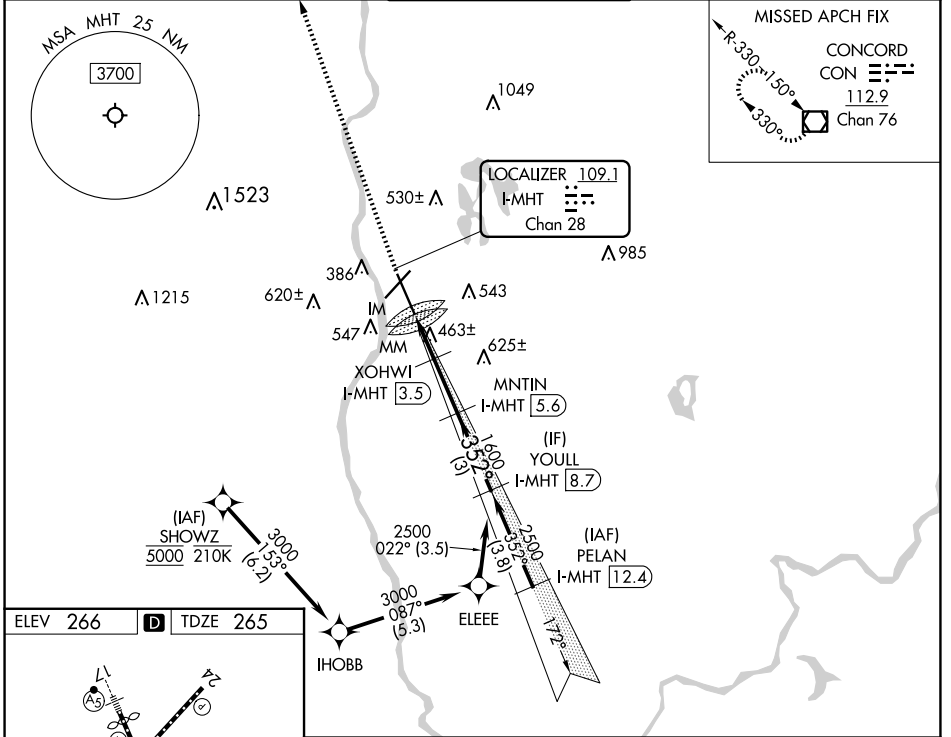 MSA MHT 25 NM
3700
MISSED APCH FIX
R-330
150°
330°
CONCORD
CON
112.9
Chan 76
1049
1523
530±
LOCALIZER 109.1
I-MHT
Chan 28
985
386
1215
620±
543
IM
547
463±
MM
625±
XOHWI
I-MHT 3.5
MNTIN
I-MHT 5.6
1600
352°
(3)
(IF)
YOULL
I-MHT 8.7
(IAF)
SHOWZ
5000 210K
3000
153°
(6.2)
2500
022° (3.5)
2500
352°
(3.8)
(IAF)
PELAN
I-MHT 12.4
3000
087°
(5.3)
ELEEE
172°
IHOBB
ELEV 266
D
TDZE 265
17
24
A5
P